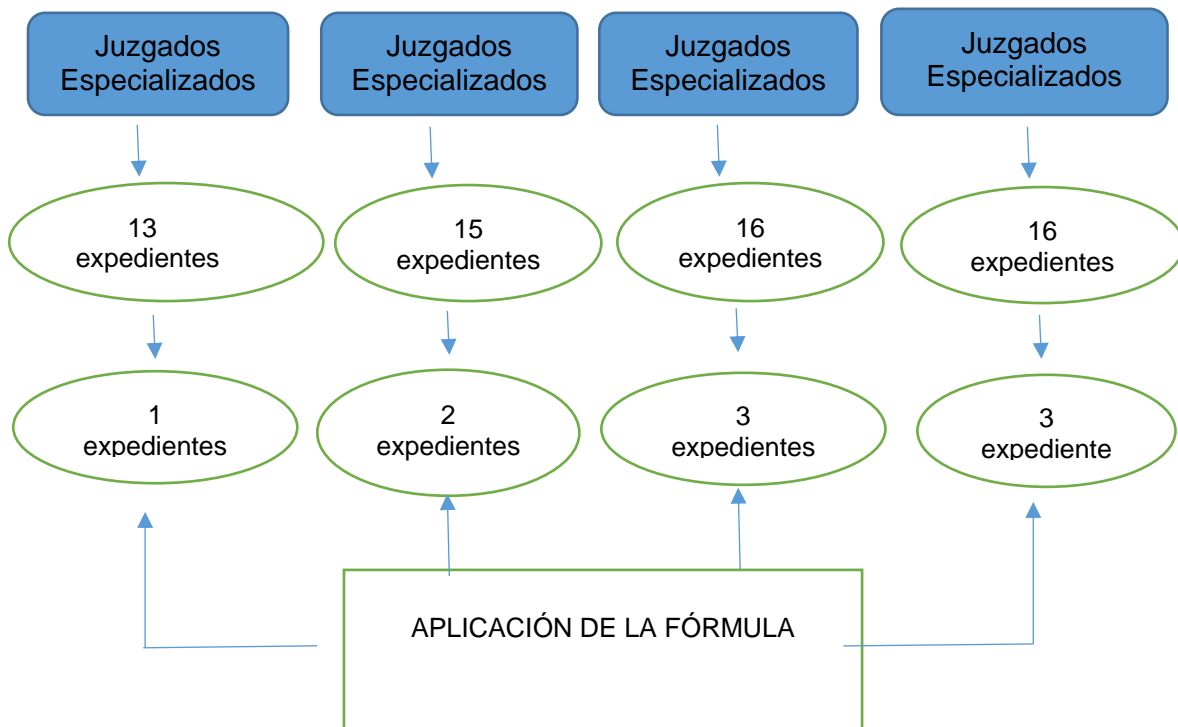 Juzgados
Especializados
Juzgados
Especializados
Juzgados
Especializados
Juzgados
Especializados
13
expedientes
15
expedientes
16
expedientes
16
expedientes
1
expedientes
2
expedientes
3
expedientes
3
expediente
APLICACIÓN DE LA FÓRMULA